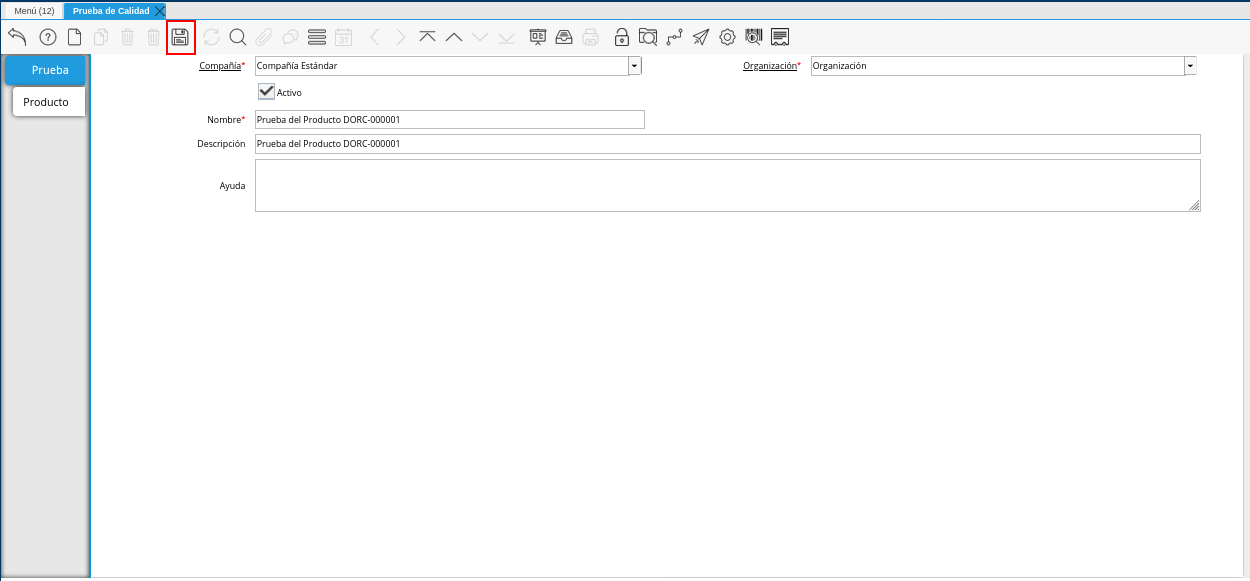 Menú (12) Prueba de Calidad
? 31
Prueba
Producto
Compañía* Compañía Estándar Organización* Organización
Activo
Nombre* Prueba del Producto DORC-000001
Descripción Prueba del Producto DORC-000001
Ayuda